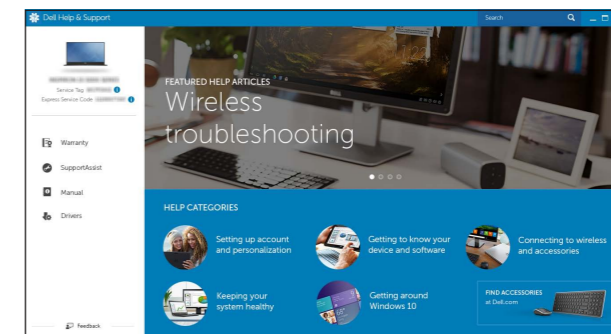 Dell Help & Support
Search
Service Tag:
Express Service Code:
Warranty
SupportAssist
Manual
Drivers
Feedback
FEATURED HELP ARTICLES
Wireless
troubleshooting
HELP CATEGORIES
Setting up account
and personalization
Getting to know your
device and software
Connecting to wireless
and accessories
Keeping your
system healthy
Getting around
Windows 10
FIND ACCESSORIES
at Dell.com